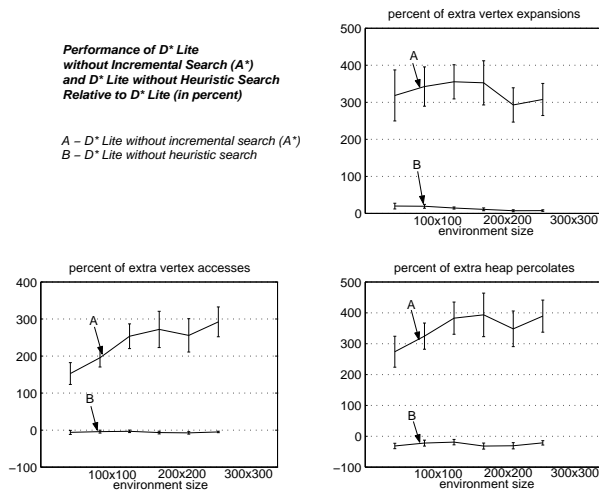 Performance of D* Lite
without Incremental Search (A*)
and D* Lite without Heuristic Search
Relative to D* Lite (in percent)
A – D* Lite without incremental search (A*)
B – D* Lite without heuristic search
percent of extra vertex expansions
500
400
300
200
100
0
A
B
100x100 200x200 300x300
environment size
percent of extra vertex accesses
400
300
200
100
0
−100
A
B
100x100 200x200 300x300
environment size
percent of extra heap percolates
500
400
300
200
100
0
−100
A
B
100x100 200x200 300x300
environment size